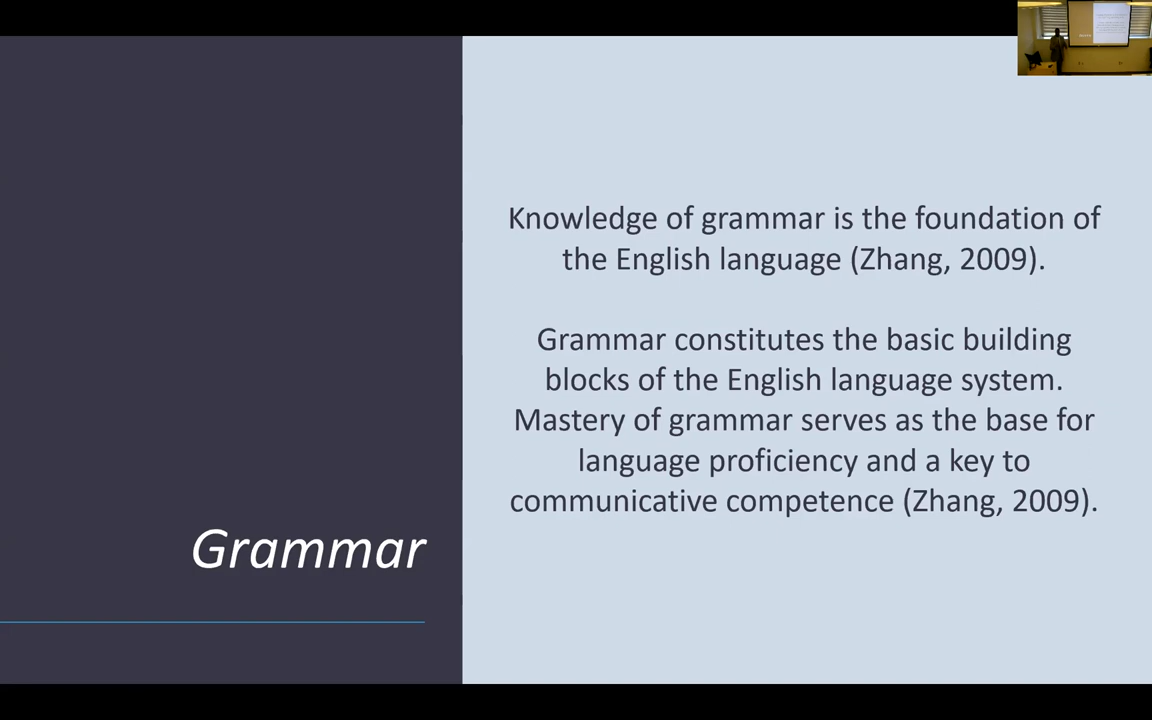 Knowledge of grammar is the foundation of
the English language (Zhang, 2009).
Grammar constitutes the basic building
blocks of the English language system.
Mastery of grammar serves as the base for
language proficiency and a key to
communicative competence (Zhang, 2009).
Grammar